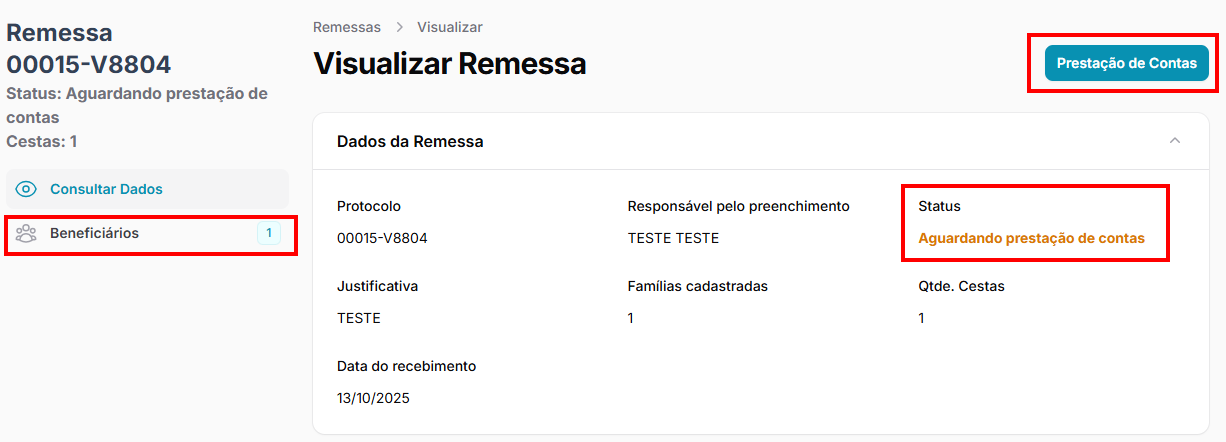 Remessa
00015-V8804
Status: Aguardando prestação de
contas
Cestas: 1
Consultar Dados
Beneficiários 1
Remessas > Visualizar
Visualizar Remessa
Prestação de Contas
Dados da Remessa
Protocolo
00015-V8804
Responsável pelo preenchimento
TESTE TESTE
Status
Aguardando prestação de contas
Justificativa
TESTE
Famílias cadastradas
1
Qtde. Cestas
1
Data do recebimento
13/10/2025